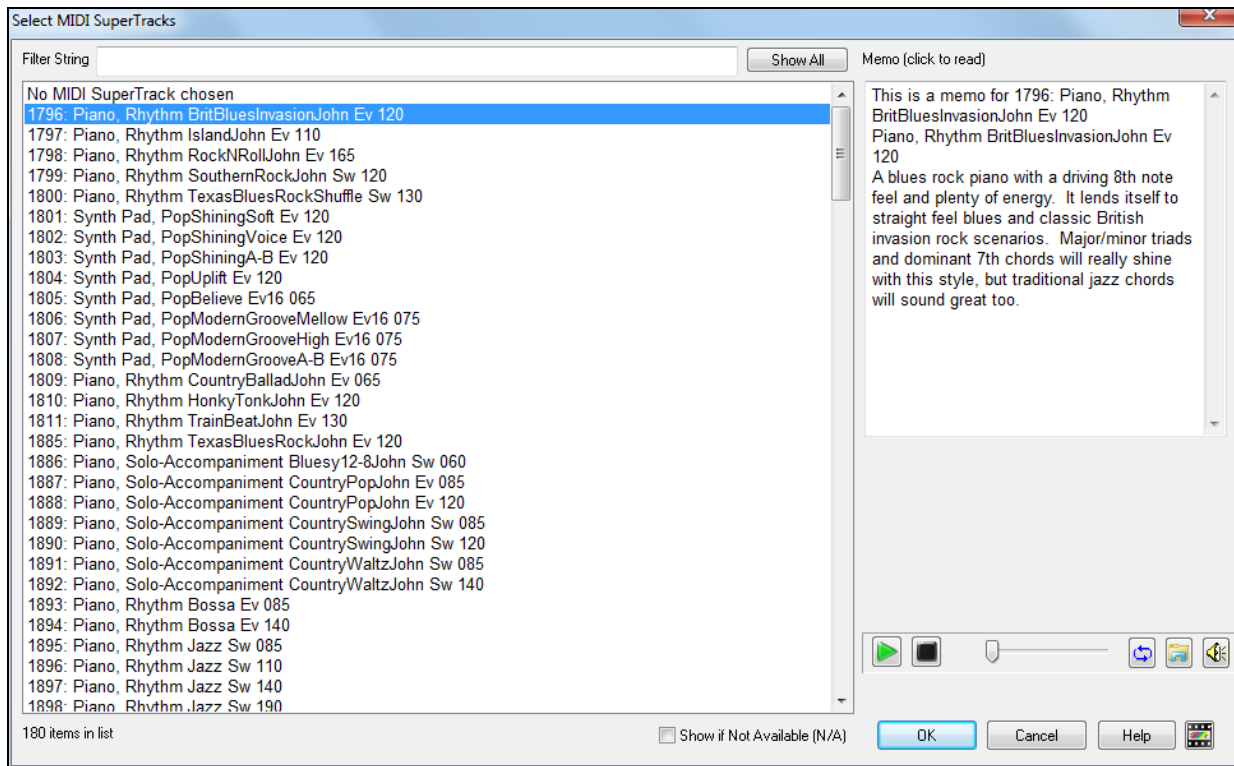 Select MIDI SuperTracks
Filter String
Show All
Memo (click to read)
No MIDI SuperTrack chosen
1796: Piano, Rhythm BritBluesInvasionJohn Ev 120
1797: Piano, Rhythm IslandJohn Ev 110
1798: Piano, Rhythm RockNRollJohn Ev 165
1799: Piano, Rhythm SouthernRockJohn Sw 120
1800: Piano, Rhythm TexasBluesRockShuffle Sw 130
1801: Synth Pad, PopShiningSoft Ev 120
1802: Synth Pad, PopShiningVoice Ev 120
1803: Synth Pad, PopShiningA-B Ev 120
1804: Synth Pad, PopUplift Ev 120
1805: Synth Pad, PopBelieve Ev16 065
1806: Synth Pad, PopModernGrooveMellow Ev16 075
1807: Synth Pad, PopModernGrooveHigh Ev16 075
1808: Synth Pad, PopModernGrooveA-B Ev16 075
1809: Piano, Rhythm CountryBalladJohn Ev 065
1810: Piano, Rhythm HonkyTonkJohn Ev 120
1811: Piano, Rhythm TrainBeatJohn Ev 130
1885: Piano, Rhythm TexasBluesRockJohn Ev 120
1886: Piano, Solo-Accompaniment Bluesy12-8John Sw 060
1887: Piano, Solo-Accompaniment CountryPopJohn Ev 085
1888: Piano, Solo-Accompaniment CountryPopJohn Ev 120
1889: Piano, Solo-Accompaniment CountrySwingJohn Sw 085
1890: Piano, Solo-Accompaniment CountrySwingJohn Sw 120
1891: Piano, Solo-Accompaniment CountryWaltzJohn Sw 085
1892: Piano, Solo-Accompaniment CountryWaltzJohn Sw 140
1893: Piano, Rhythm Bossa Ev 085
1894: Piano, Rhythm Bossa Ev 140
1895: Piano, Rhythm Jazz Sw 085
1896: Piano, Rhythm Jazz Sw 110
1897: Piano, Rhythm Jazz Sw 140
1898: Piano, Rhythm Jazz Sw 190
This is a memo for 1796: Piano, Rhythm
BritBluesInvasionJohn Ev 120
Piano, Rhythm BritBluesInvasionJohn Ev
120
A blues rock piano with a driving 8th note
feel and plenty of energy.  It lends itself to
straight feel blues and classic British
invasion rock scenarios.  Major/minor triads
and dominant 7th chords will really shine
with this style, but traditional jazz chords
will sound great too.
180 items in list
Show if Not Available (N/A)
OK
Cancel
Help